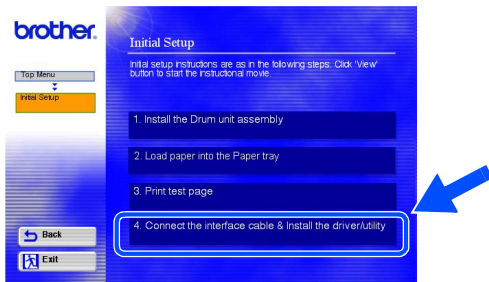 brother.
Top Menu
Initial Setup
Back
Exit
Initial Setup
Initial setup instructions are as in the following steps. Click 'View'
button to start the instructional movie.
1. Install the Drum unit assembly
2. Load paper into the Paper tray
3. Print test page
4. Connect the interface cable & Install the driver/utility